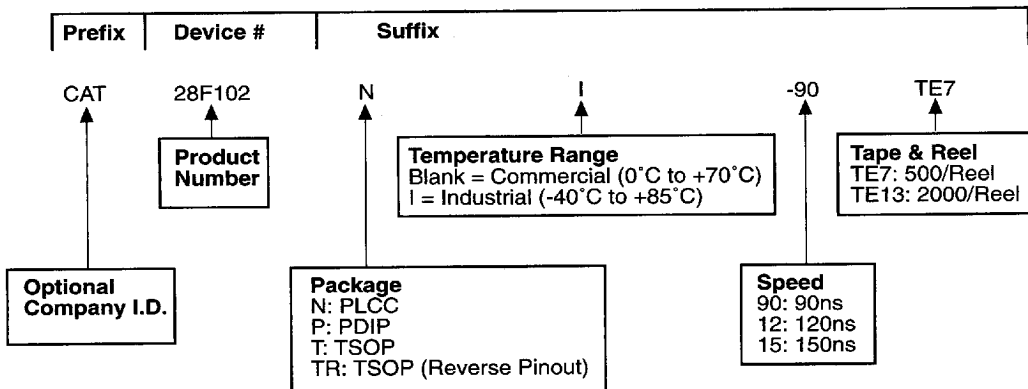 Prefix Device # Suffix
CAT 28F102 N I -90 TE7
Product
Number
Temperature Range
Blank = Commercial (0˚C to +70˚C)
I = Industrial (-40˚C to +85˚C)
Tape & Reel
TE7: 500/Reel
TE13: 2000/Reel
Optional
Company I.D.
Package
N: PLCC
P: PDIP
T: TSOP
TR: TSOP (Reverse Pinout)
Speed
90: 90ns
12: 120ns
15: 150ns